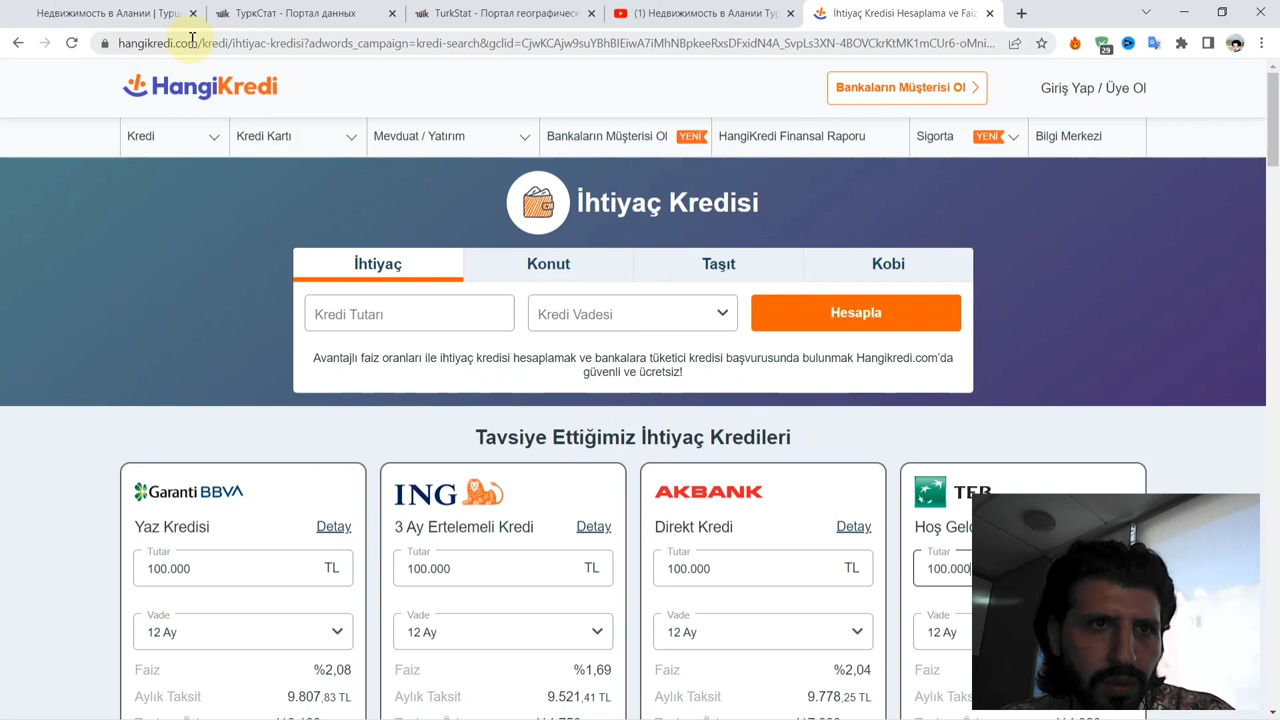 Недвижимость в Алании | Турц
ТуркСтат - Портал данных
TurkStat - Портал географическ
(1) Недвижимость в Алании Тур
İhtiyaç Kredisi Hesaplama ve Faiz
hangikredi.com/kredi/ihtiyac-kredisi?adwords_camp=kredi-search&gclid=CjwKCAjw9suYBhBIEiwA7iMhNBpkeeRxsDFxidN4A_SvpLs3XN-4BOVCkrKtMK1mCUr6-oMni...
29
HangiKredi
Bankaların Müşterisi Ol
Giriş Yap / Üye Ol
Kredi
Kredi Kartı
Mevduat / Yatırım
Bankaların Müşterisi Ol YENİ
HangiKredi Finansal Raporu
Sigorta YENİ
Bilgi Merkezi
İhtiyaç Kredisi
İhtiyaç
Konut
Taşıt
Kobi
Kredi Tutarı
Kredi Vadesi
Hesapla
Avantajlı faiz oranları ile ihtiyaç kredisi hesaplamak ve bankalara tüketici kredisi başvurusunda bulunmak Hangikredi.com'da
güvenli ve ücretsiz!
Tavsiye Ettiğimiz İhtiyaç Kredileri
Garanti BBVA
Yaz Kredisi
Detay
Tutar
100.000 TL
Vade
12 Ay
Faiz %2,08
Aylık Taksit 9.807,83 TL
ING
3 Ay Ertelemeli Kredi
Detay
Tutar
100.000 TL
Vade
12 Ay
Faiz %1,69
Aylık Taksit 9.521,41 TL
AKBANK
Direkt Kredi
Detay
Tutar
100.000 TL
Vade
12 Ay
Faiz %2,04
Aylık Taksit 9.778,25 TL
TEB
Hoş Gel
Tutar
100.000
Vade
12 Ay
Faiz
Aylık Taksit